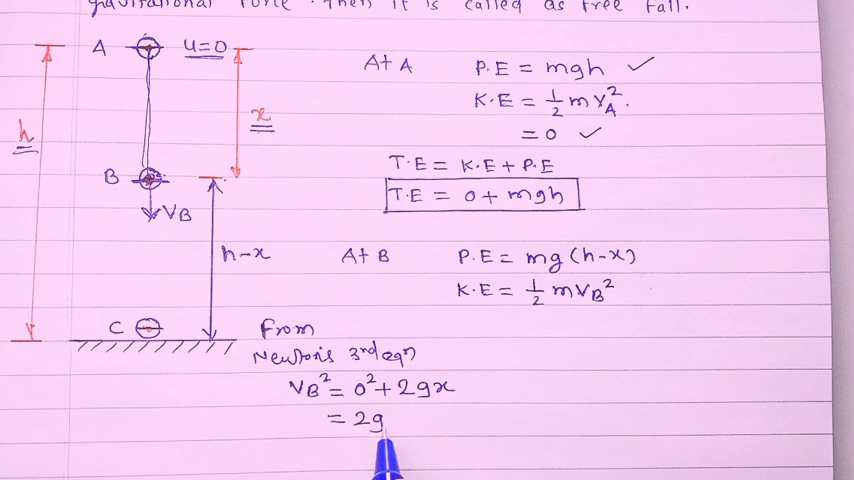 gravitational Force. Then it is called as free fall.
A u=0
x
h
B
VB
h-x
C
At A P.E = mgh ✓
K.E = 1/2 m VA².
= 0 ✓
T.E = K.E + P.E
T.E = 0 + mgh
At B P.E = mg(h-x)
K.E = 1/2 mVB²
From
Newton's 3rd eqn
VB² = 0² + 2gx
= 2g